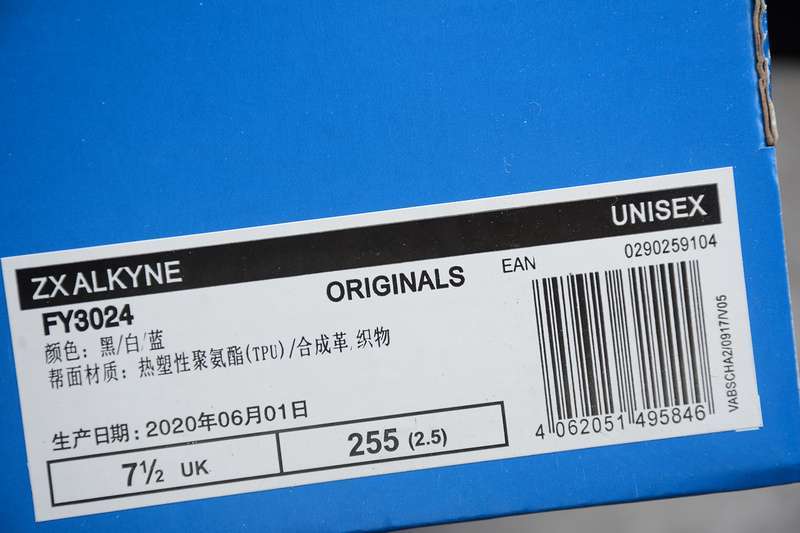 ZX ALKYNE UNISEX
ORIGINALS EAN 0290259104
FY3024
颜色：黑/白/蓝
帮面材质：热塑性聚氨酯(TPU)/合成革,织物
生产日期：2020年06月01日
7½ UK 255 (2.5)
4 062051 495846
VABSCHA2/0917/V05